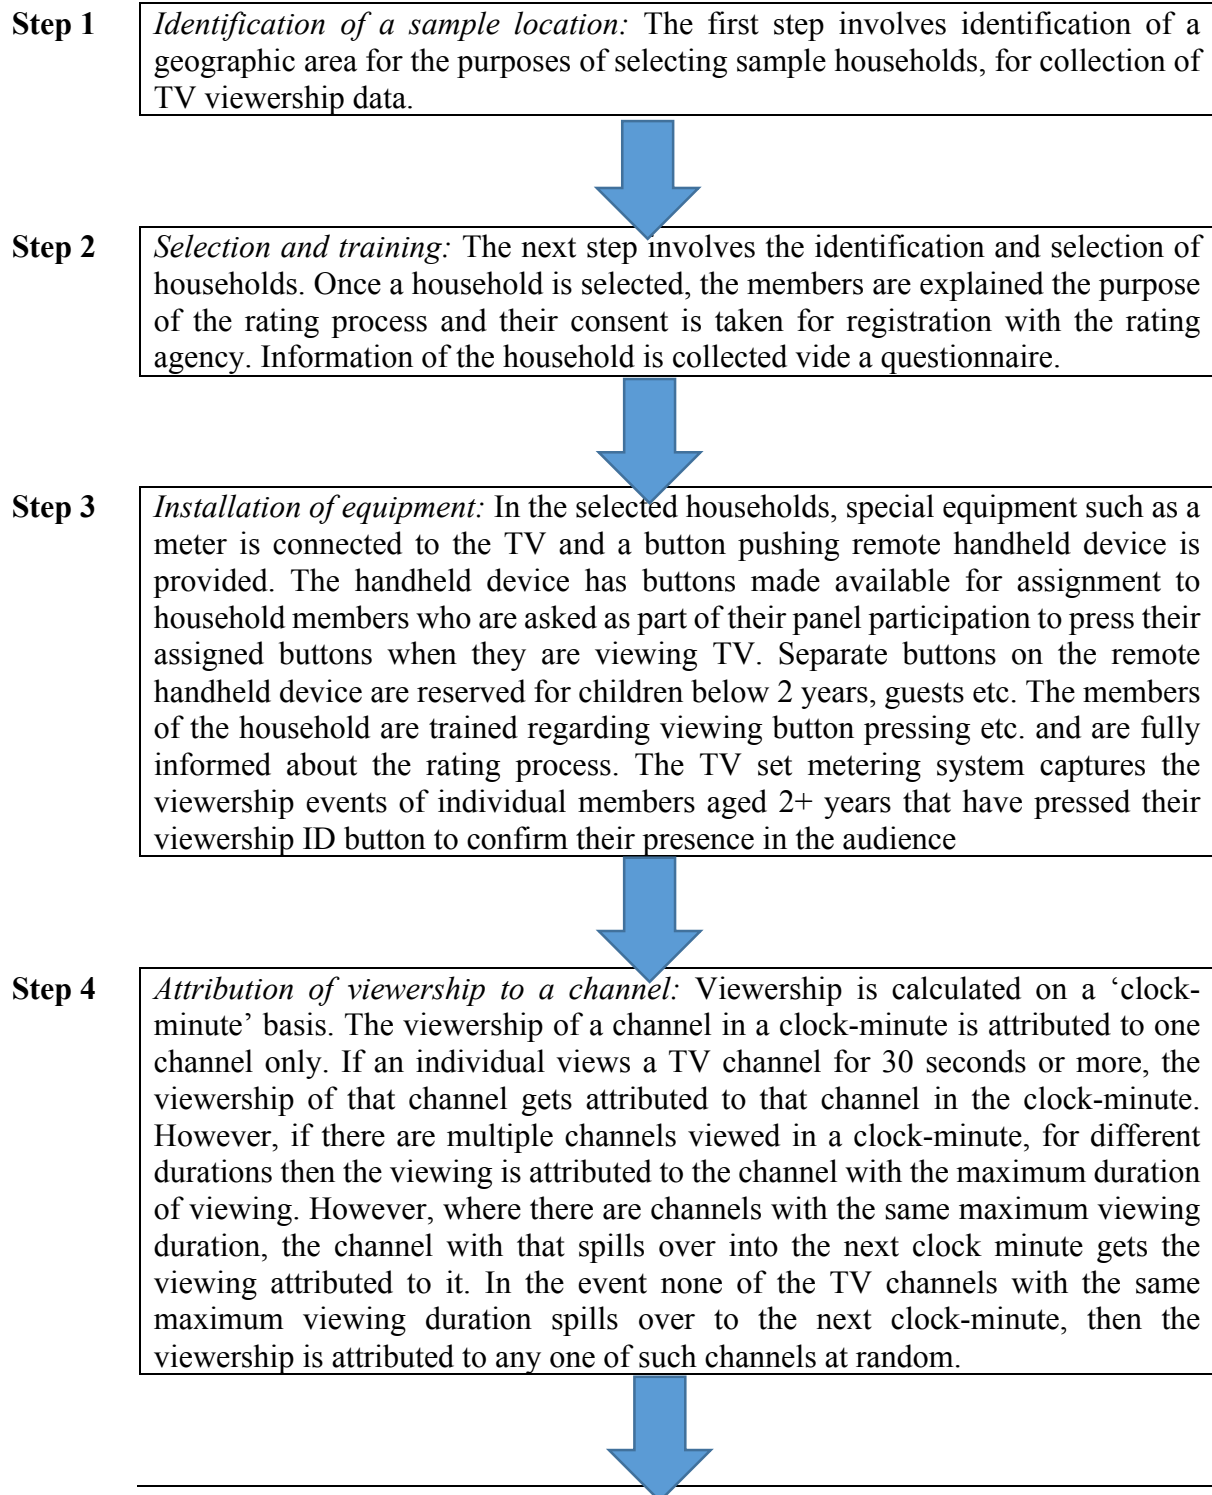 Step 1 Identification of a sample location: The first step involves identification of a
geographic area for the purposes of selecting sample households, for collection of
TV viewership data.
Step 2 Selection and training: The next step involves the identification and selection of
households. Once a household is selected, the members are explained the purpose
of the rating process and their consent is taken for registration with the rating
agency. Information of the household is collected vide a questionnaire.
Step 3 Installation of equipment: In the selected households, special equipment such as a
meter is connected to the TV and a button pushing remote handheld device is
provided. The handheld device has buttons made available for assignment to
household members who are asked as part of their panel participation to press their
assigned buttons when they are viewing TV. Separate buttons on the remote
handheld device are reserved for children below 2 years, guests etc. The members
of the household are trained regarding viewing button pressing etc. and are fully
informed about the rating process. The TV set metering system captures the
viewership events of individual members aged 2+ years that have pressed their
viewership ID button to confirm their presence in the audience
Step 4 Attribution of viewership to a channel: Viewership is calculated on a ‘clock-
minute’ basis. The viewership of a channel in a clock-minute is attributed to one
channel only. If an individual views a TV channel for 30 seconds or more, the
viewership of that channel gets attributed to that channel in the clock-minute.
However, if there are multiple channels viewed in a clock-minute, for different
durations then the viewing is attributed to the channel with the maximum duration
of viewing. However, where there are channels with the same maximum viewing
duration, the channel with that spills over into the next clock minute gets the
viewing attributed to it. In the event none of the TV channels with the same
maximum viewing duration spills over to the next clock-minute, then the
viewership is attributed to any one of such channels at random.